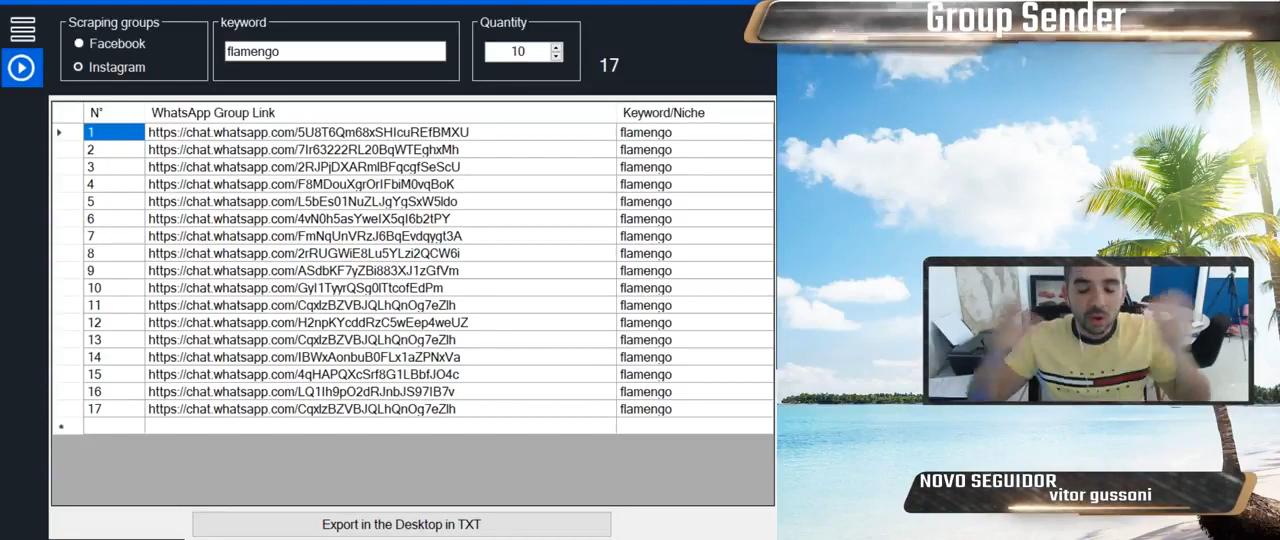 Scraping groups
Facebook
Instagram
keyword
flamengo
Quantity
10
17
Group Sender
N° WhatsApp Group Link Keyword/Niche
1 https://chat.whatsapp.com/5U8T6Qm68xSHIcuREfBMXU flamengo
2 https://chat.whatsapp.com/7Ir63222RL20BqWTEghxMh flamengo
3 https://chat.whatsapp.com/2RJPjDXARmlBFqcgfSeScU flamengo
4 https://chat.whatsapp.com/F8MDouXgrOrIFbiM0vqBoK flamengo
5 https://chat.whatsapp.com/L5bEs01NuZLJgYgSxW5ldo flamengo
6 https://chat.whatsapp.com/4vN0h5asYweIX5qI6b2tPY flamengo
7 https://chat.whatsapp.com/FmNqUnVRzJ6BqEvdqygt3A flamengo
8 https://chat.whatsapp.com/2rRUGWiE8Lu5YLzi2QCW6i flamengo
9 https://chat.whatsapp.com/ASdbKF7yZBi883XJ1zGfVm flamengo
10 https://chat.whatsapp.com/GyI1TyyrQSq0lTtcofEdPm flamengo
11 https://chat.whatsapp.com/CqxlzBZVBJQLhQnOg7eZlh flamengo
12 https://chat.whatsapp.com/H2npKYcddRzC5wEep4weUZ flamengo
13 https://chat.whatsapp.com/CqxlzBZVBJQLhQnOg7eZlh flamengo
14 https://chat.whatsapp.com/IBWxAonbuB0FLx1aZPNxVa flamengo
15 https://chat.whatsapp.com/4qHAPQXcSrf8G1LBbfJO4c flamengo
16 https://chat.whatsapp.com/LQ1Ih9pO2dRJnbJS97IB7v flamengo
17 https://chat.whatsapp.com/CqxlzBZVBJQLhQnOg7eZlh flamengo
Export in the Desktop in TXT
NOVO SEGUIDOR
vitor gussoni